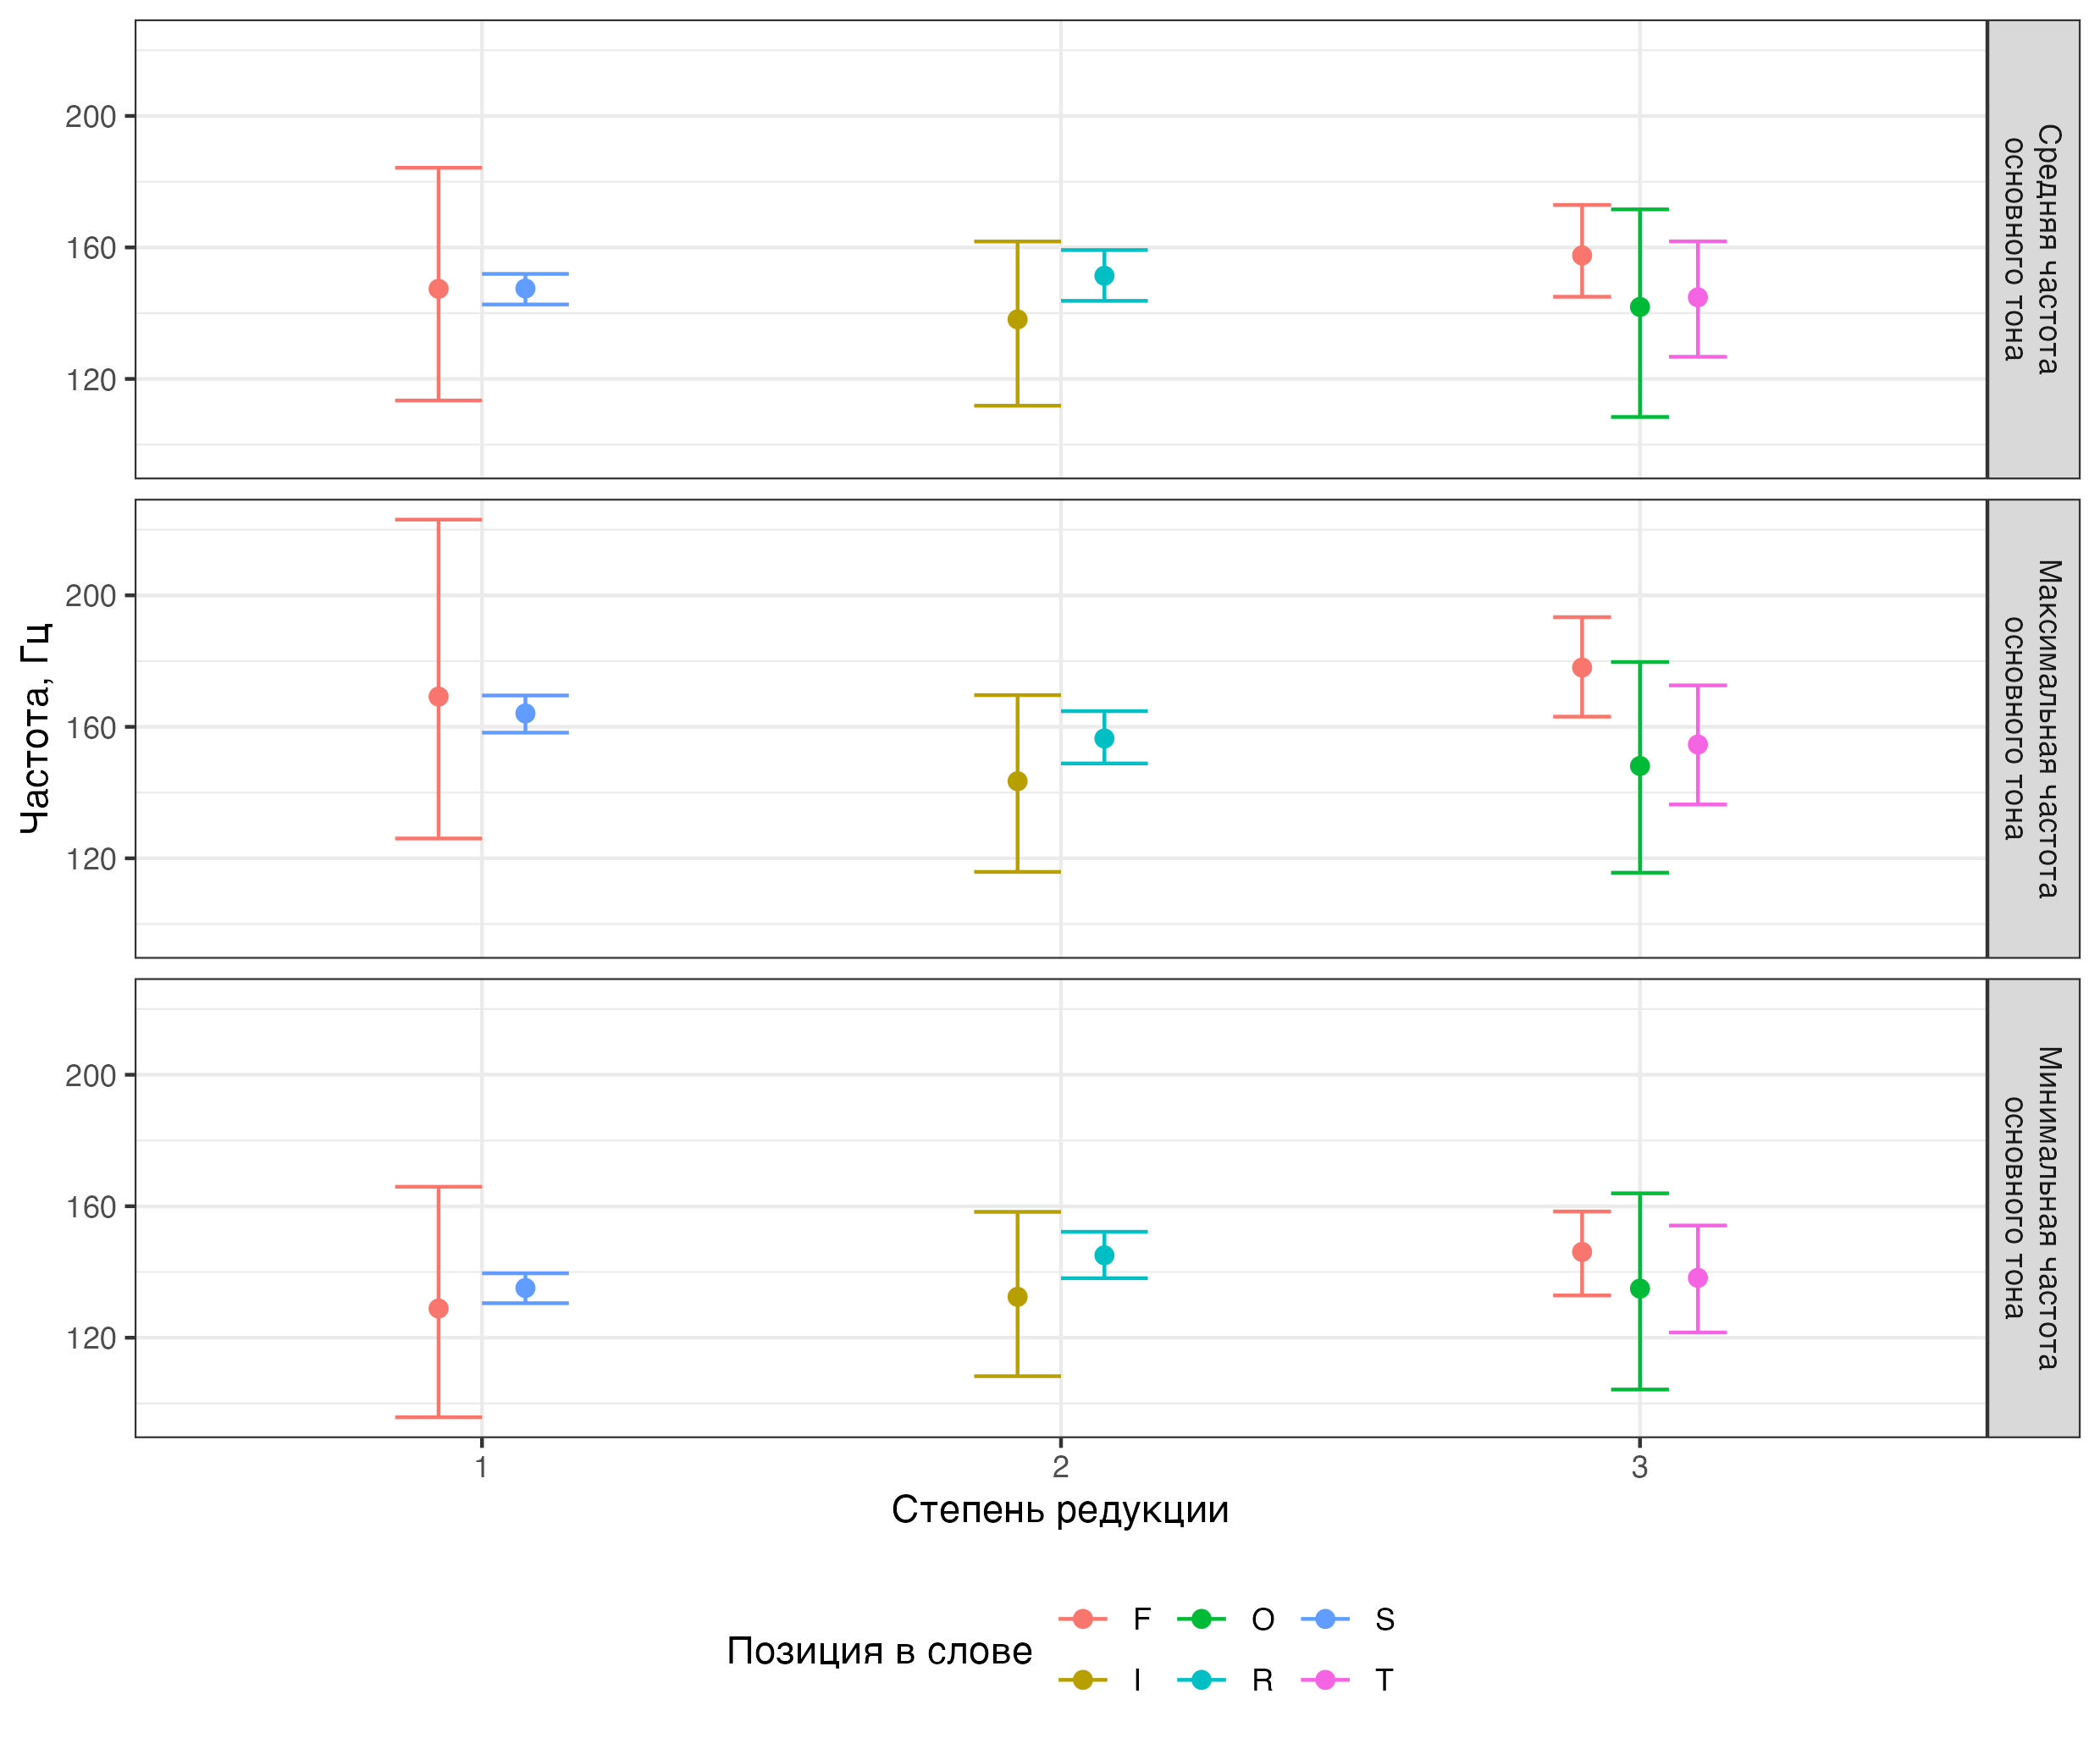 Частота, Гц
200
160
120
Средняя частота
основного тона
200
160
120
Максимальная частота
основного тона
200
160
120
Минимальная частота
основного тона
1 2 3
Степень редукции
Позиция в слове
F O S
I R T